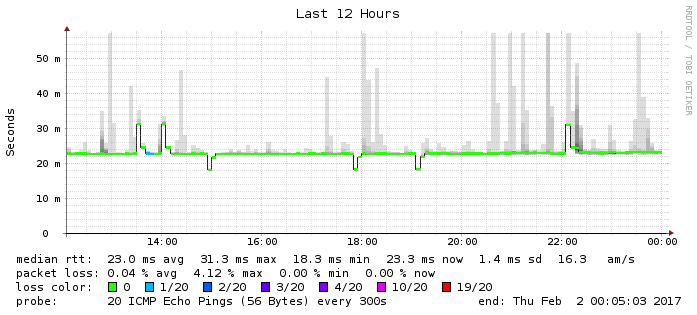 Last 12 Hours
RRDTOOL / TOBI OETIKER
Seconds
50 m
40 m
30 m
20 m
10 m
0
14:00 16:00 18:00 20:00 22:00 00:00
median rtt: 23.0 ms avg 31.3 ms max 18.3 ms min 23.3 ms now 1.4 ms sd 16.3 am/s
packet loss: 0.04 % avg 4.12 % max 0.00 % min 0.00 % now
loss color: 0 1/20 2/20 3/20 4/20 10/20 19/20
probe: 20 ICMP Echo Pings (56 Bytes) every 300s end: Thu Feb 2 00:05:03 2017